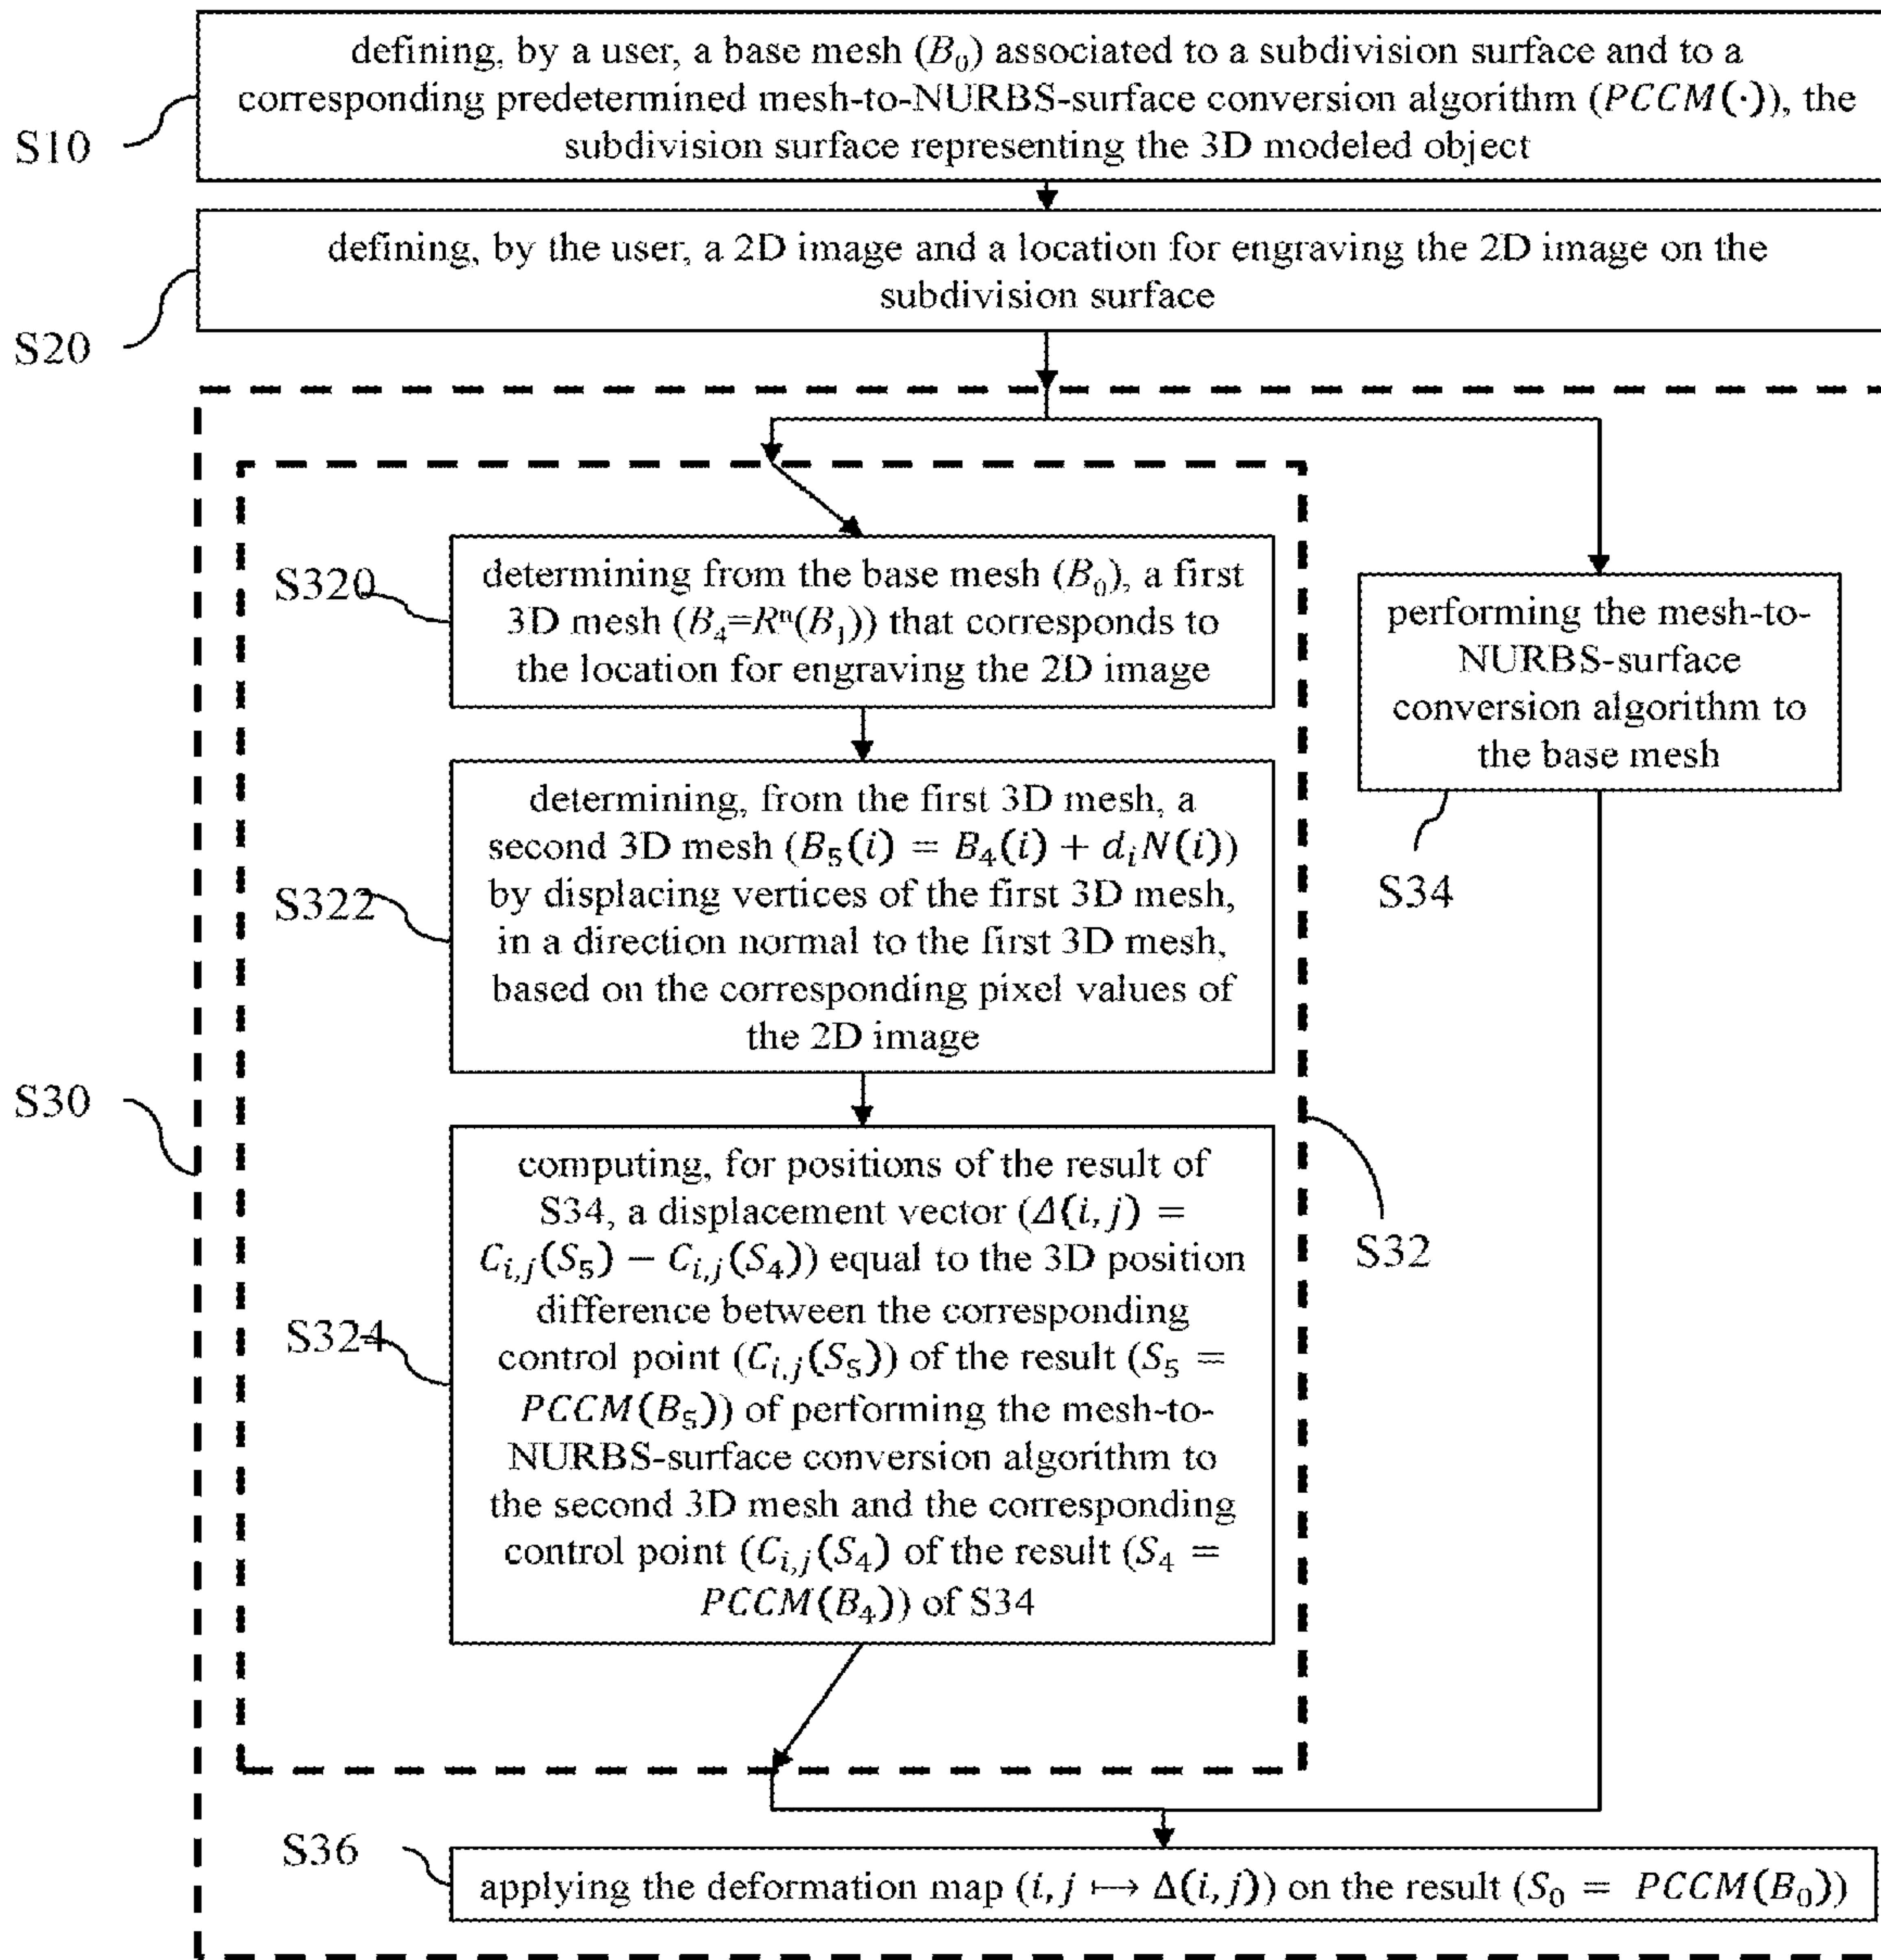 defining, by a user, a base mesh (B₀) associated to a subdivision surface and to a
corresponding predetermined mesh-to-NURBS-surface conversion algorithm (PCCM(·)), the
subdivision surface representing the 3D modeled object
S10
defining, by the user, a 2D image and a location for engraving the 2D image on the
subdivision surface
S20
S320
determining from the base mesh (B₀), a first
3D mesh (B₄=Rⁿ(B₁)) that corresponds to
the location for engraving the 2D image
performing the mesh-to-
NURBS-surface
conversion algorithm to
the base mesh
S34
determining, from the first 3D mesh, a
second 3D mesh (B₅(i) = B₄(i) + dᵢN(i))
by displacing vertices of the first 3D mesh,
in a direction normal to the first 3D mesh,
based on the corresponding pixel values of
the 2D image
S322
S30
computing, for positions of the result of
S34, a displacement vector (Δ(i,j) =
C_{i,j}(S₅) − C_{i,j}(S₄)) equal to the 3D position
difference between the corresponding
control point (C_{i,j}(S₅)) of the result (S₅ =
PCCM(B₅)) of performing the mesh-to-
NURBS-surface conversion algorithm to
the second 3D mesh and the corresponding
control point (C_{i,j}(S₄) of the result (S₄ =
PCCM(B₄)) of S34
S324
S32
S36
applying the deformation map (i,j ⟼ Δ(i,j)) on the result (S₀ = PCCM(B₀))